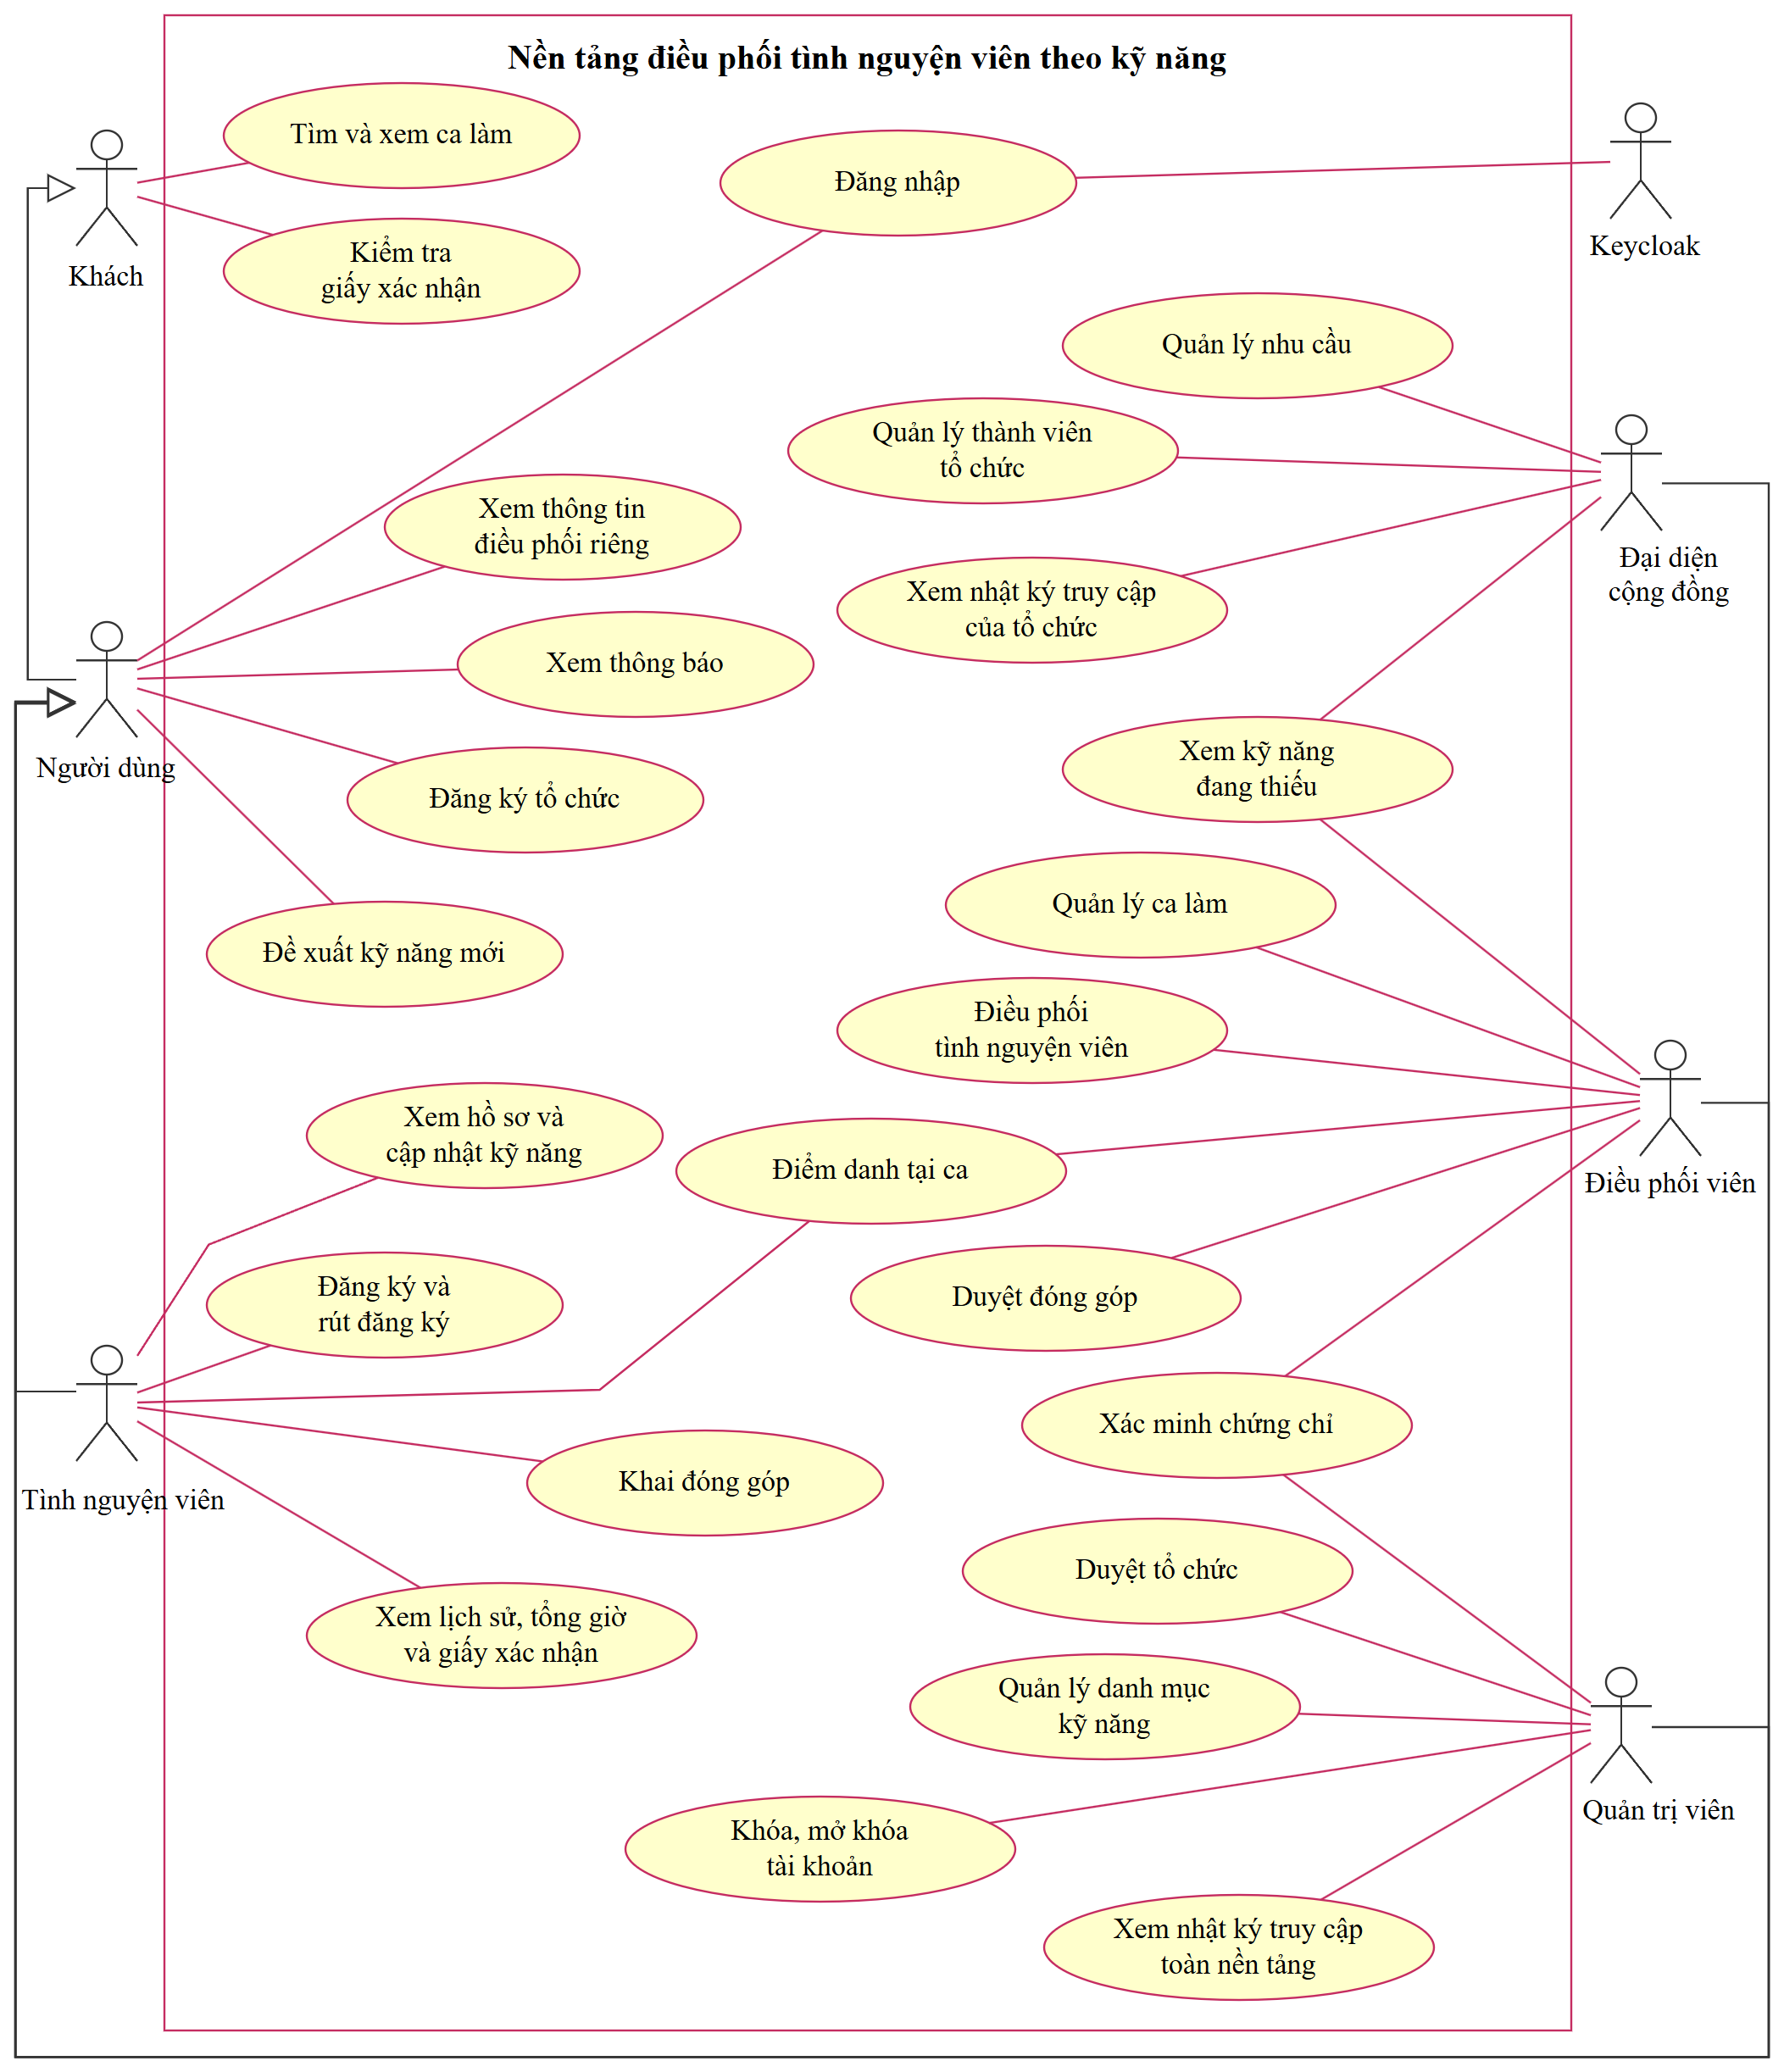 Nền tảng điều phối tình nguyện viên theo kỹ năng
Tìm và xem ca làm
Đăng nhập
Khách
Keycloak
Kiểm tra
giấy xác nhận
Quản lý nhu cầu
Quản lý thành viên
tổ chức
Xem thông tin
điều phối riêng
Đại diện
cộng đồng
Xem nhật ký truy cập
của tổ chức
Xem thông báo
Người dùng
Xem kỹ năng
đang thiếu
Đăng ký tổ chức
Quản lý ca làm
Đề xuất kỹ năng mới
Điều phối
tình nguyện viên
Xem hồ sơ và
cập nhật kỹ năng
Điểm danh tại ca
Điều phối viên
Đăng ký và
rút đăng ký
Duyệt đóng góp
Xác minh chứng chỉ
Tình nguyện viên
Khai đóng góp
Duyệt tổ chức
Xem lịch sử, tổng giờ
và giấy xác nhận
Quản lý danh mục
kỹ năng
Quản trị viên
Khóa, mở khóa
tài khoản
Xem nhật ký truy cập
toàn nền tảng